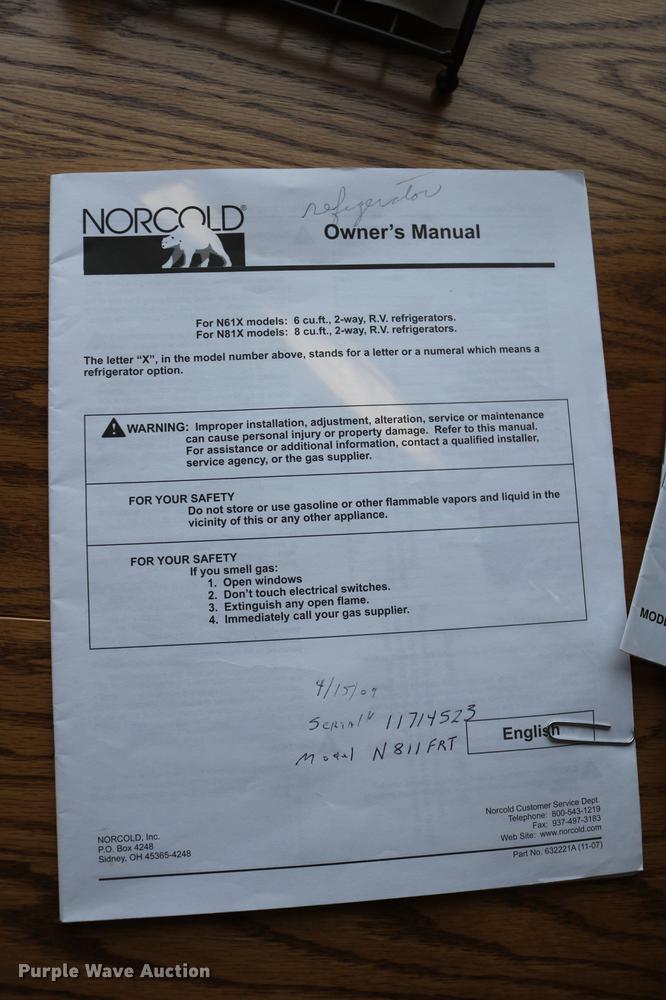 refrigerator
NORCOLD®
Owner's Manual
For N61X models: 6 cu.ft., 2-way, R.V. refrigerators.
For N81X models: 8 cu.ft., 2-way, R.V. refrigerators.
The letter "X", in the model number above, stands for a letter or a numeral which means a
refrigerator option.
WARNING: Improper installation, adjustment, alteration, service or maintenance
can cause personal injury or property damage. Refer to this manual.
For assistance or additional information, contact a qualified installer,
service agency, or the gas supplier.
FOR YOUR SAFETY
Do not store or use gasoline or other flammable vapors and liquid in the
vicinity of this or any other appliance.
FOR YOUR SAFETY
If you smell gas:
1. Open windows
2. Don't touch electrical switches.
3. Extinguish any open flame.
4. Immediately call your gas supplier.
4/15/09
Serial# 11714523
Model N811FRT
English
NORCOLD, Inc.
P.O. Box 4248
Sidney, OH 45365-4248
Norcold Customer Service Dept.
Telephone: 800-543-1219
Fax: 937-497-3183
Web Site: www.norcold.com
Part No. 632221A (11-07)
MODE
Purple Wave Auction